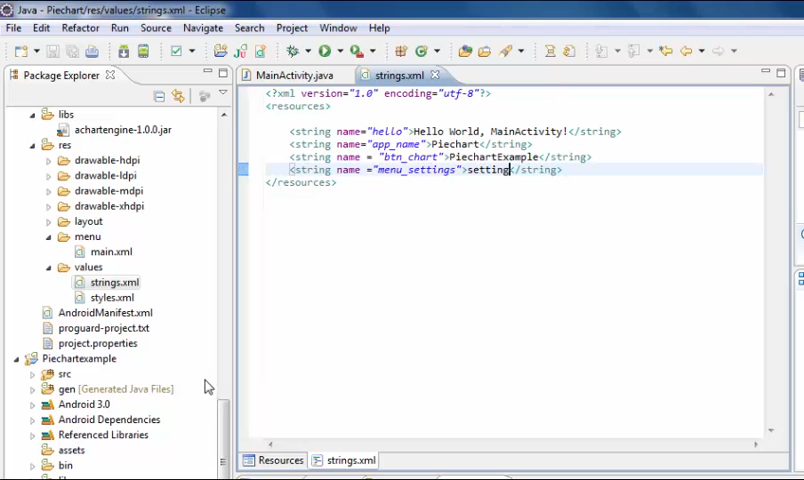 Java - Piechart/res/values/strings.xml - Eclipse
File Edit Refactor Run Source Navigate Search Project Window Help
Package Explorer
MainActivity.java
strings.xml
libs
achartengine-1.0.0.jar
res
drawable-hdpi
drawable-ldpi
drawable-mdpi
drawable-xhdpi
layout
menu
main.xml
values
strings.xml
styles.xml
AndroidManifest.xml
proguard-project.txt
project.properties
Piechartexample
src
gen [Generated Java Files]
Android 3.0
Android Dependencies
Referenced Libraries
assets
bin
<?xml version="1.0" encoding="utf-8"?>
<resources>
<string name="hello">Hello World, MainActivity!</string>
<string name="app_name">Piechart</string>
<string name = "btn_chart">PiechartExample</string>
<string name ="menu_settings">setting</string>
</resources>
Resources
strings.xml